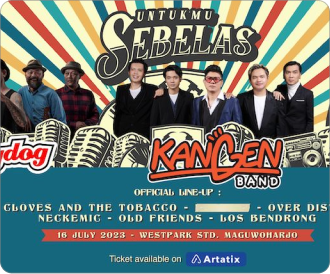 UNTUKMU
SEBELAS
dog
KANGEN
BAND
OFFICIAL LINE-UP :
CLOVES AND THE TOBACCO - - OVER DIS
NECKEMIC - OLD FRIENDS - LOS BENDRONG
16 JULY 2023 - WESTPARK STD. MAGUWOHARJO
Ticket available on Artatix